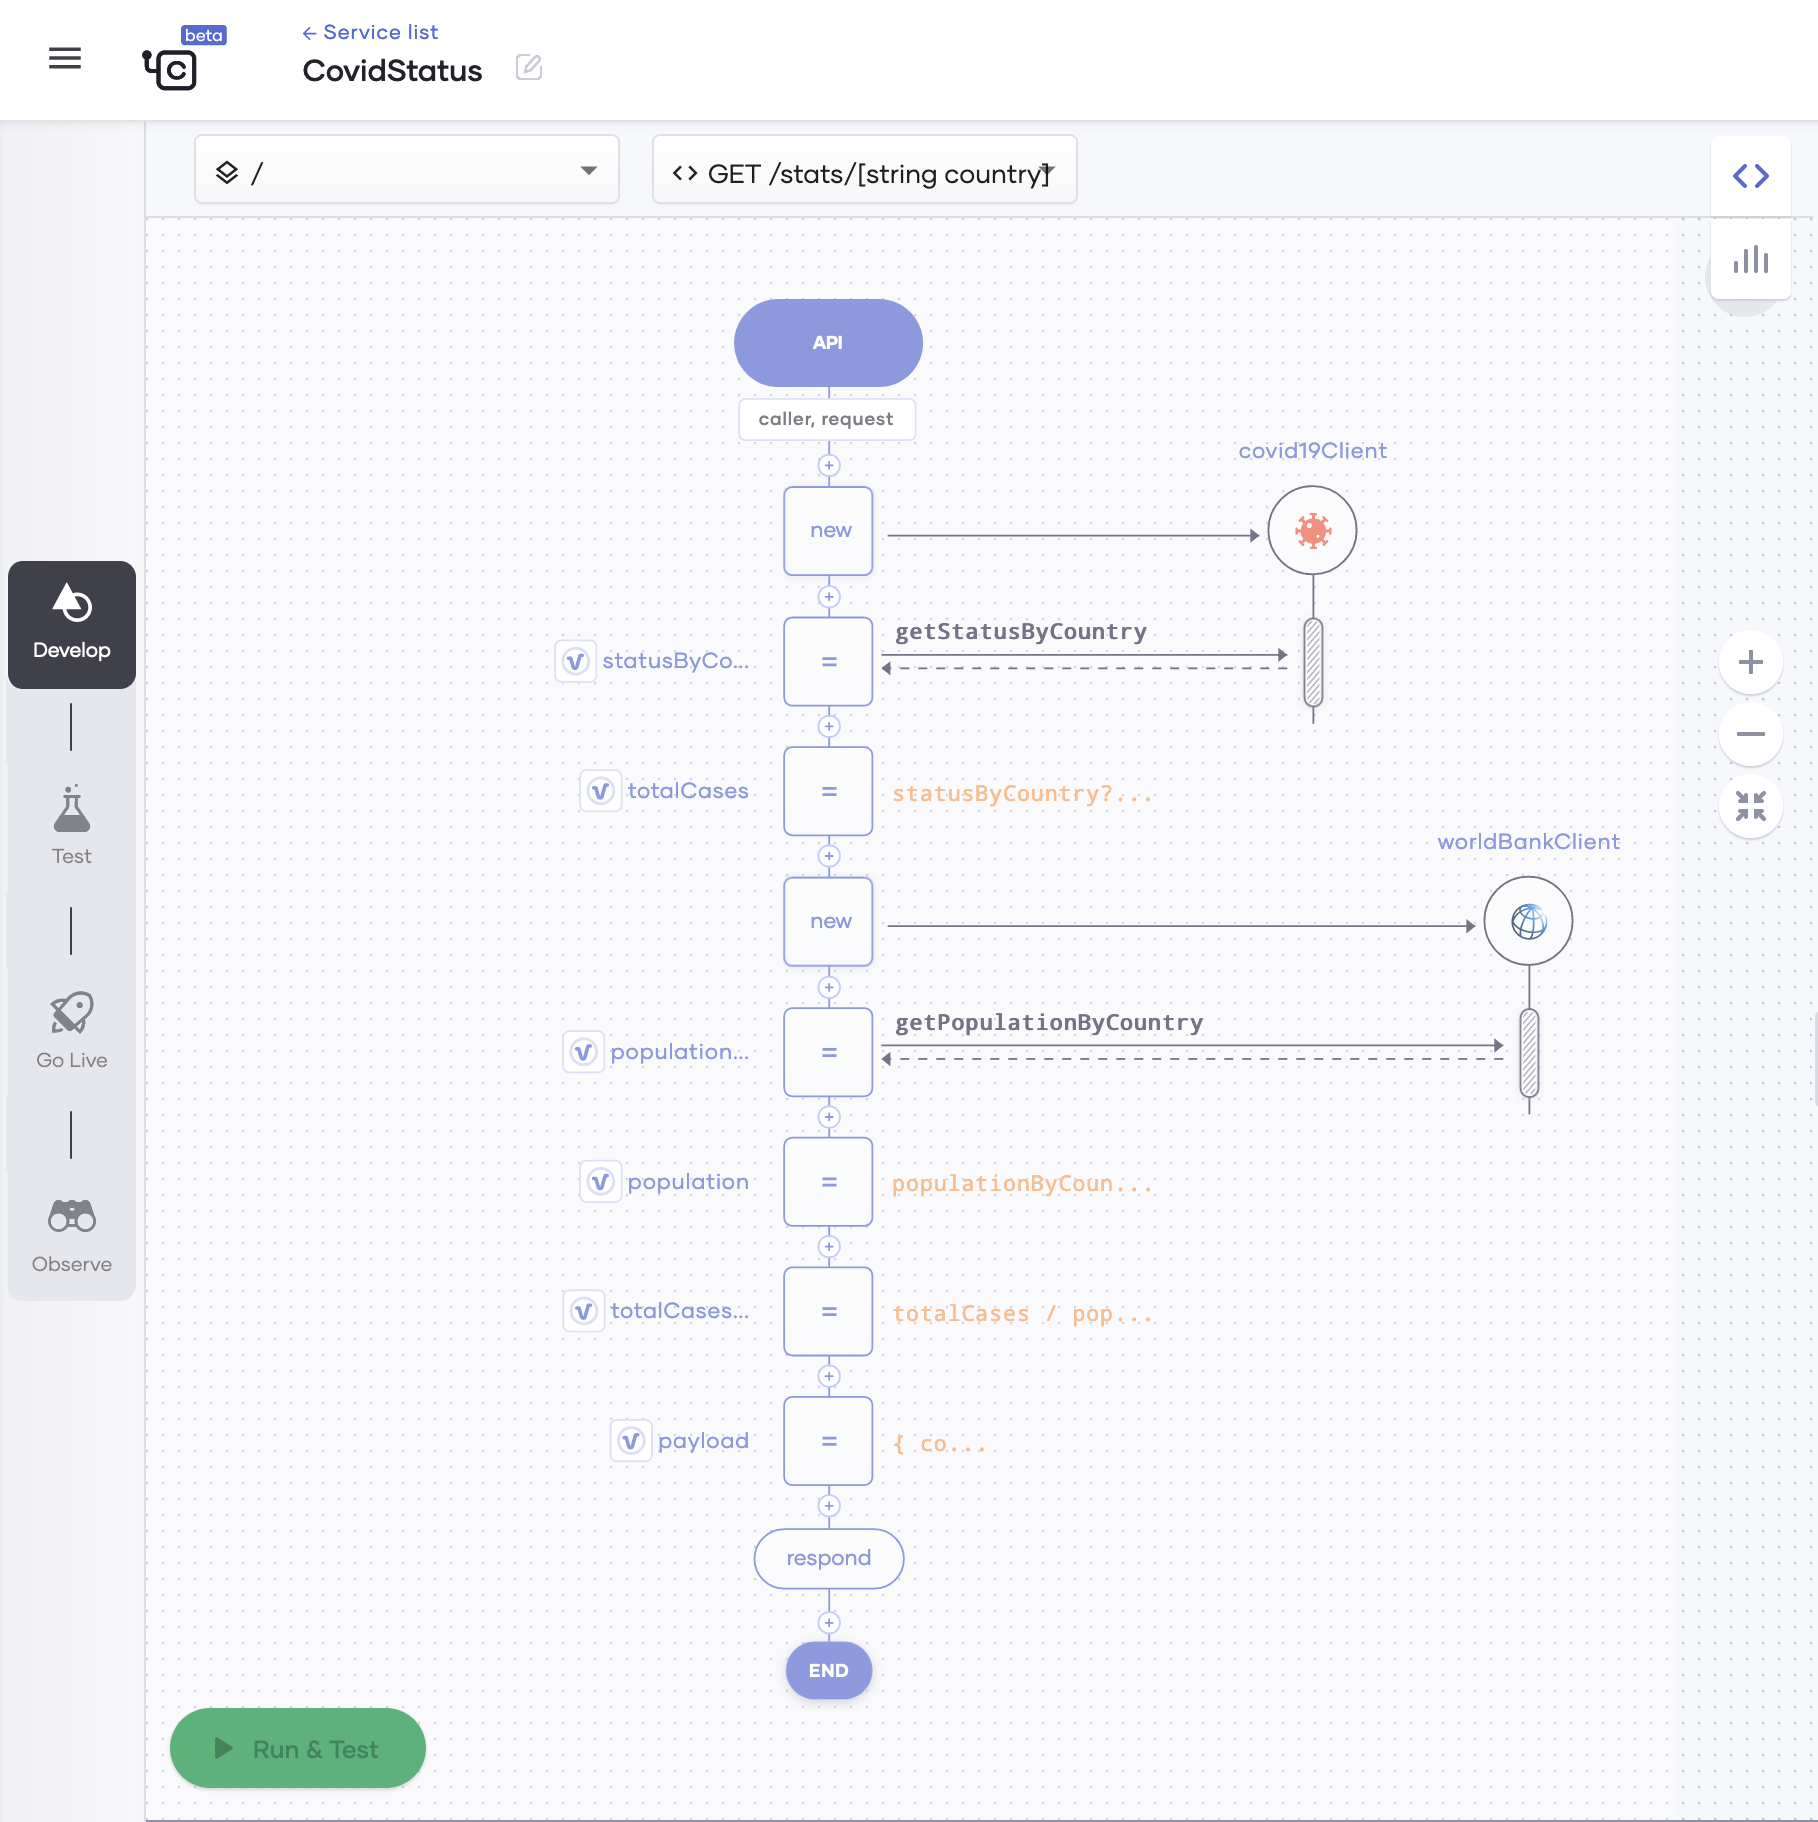 beta
← Service list
CovidStatus
/
<> GET /stats/[string country]
API
caller, request
covid19Client
new
getStatusByCountry
statusByCo...
=
totalCases
=
statusByCountry?...
worldBankClient
new
getPopulationByCountry
population...
=
population
=
populationByCoun...
totalCases...
=
totalCases / pop...
payload
=
{ co...
respond
END
Develop
Test
Go Live
Observe
Run & Test